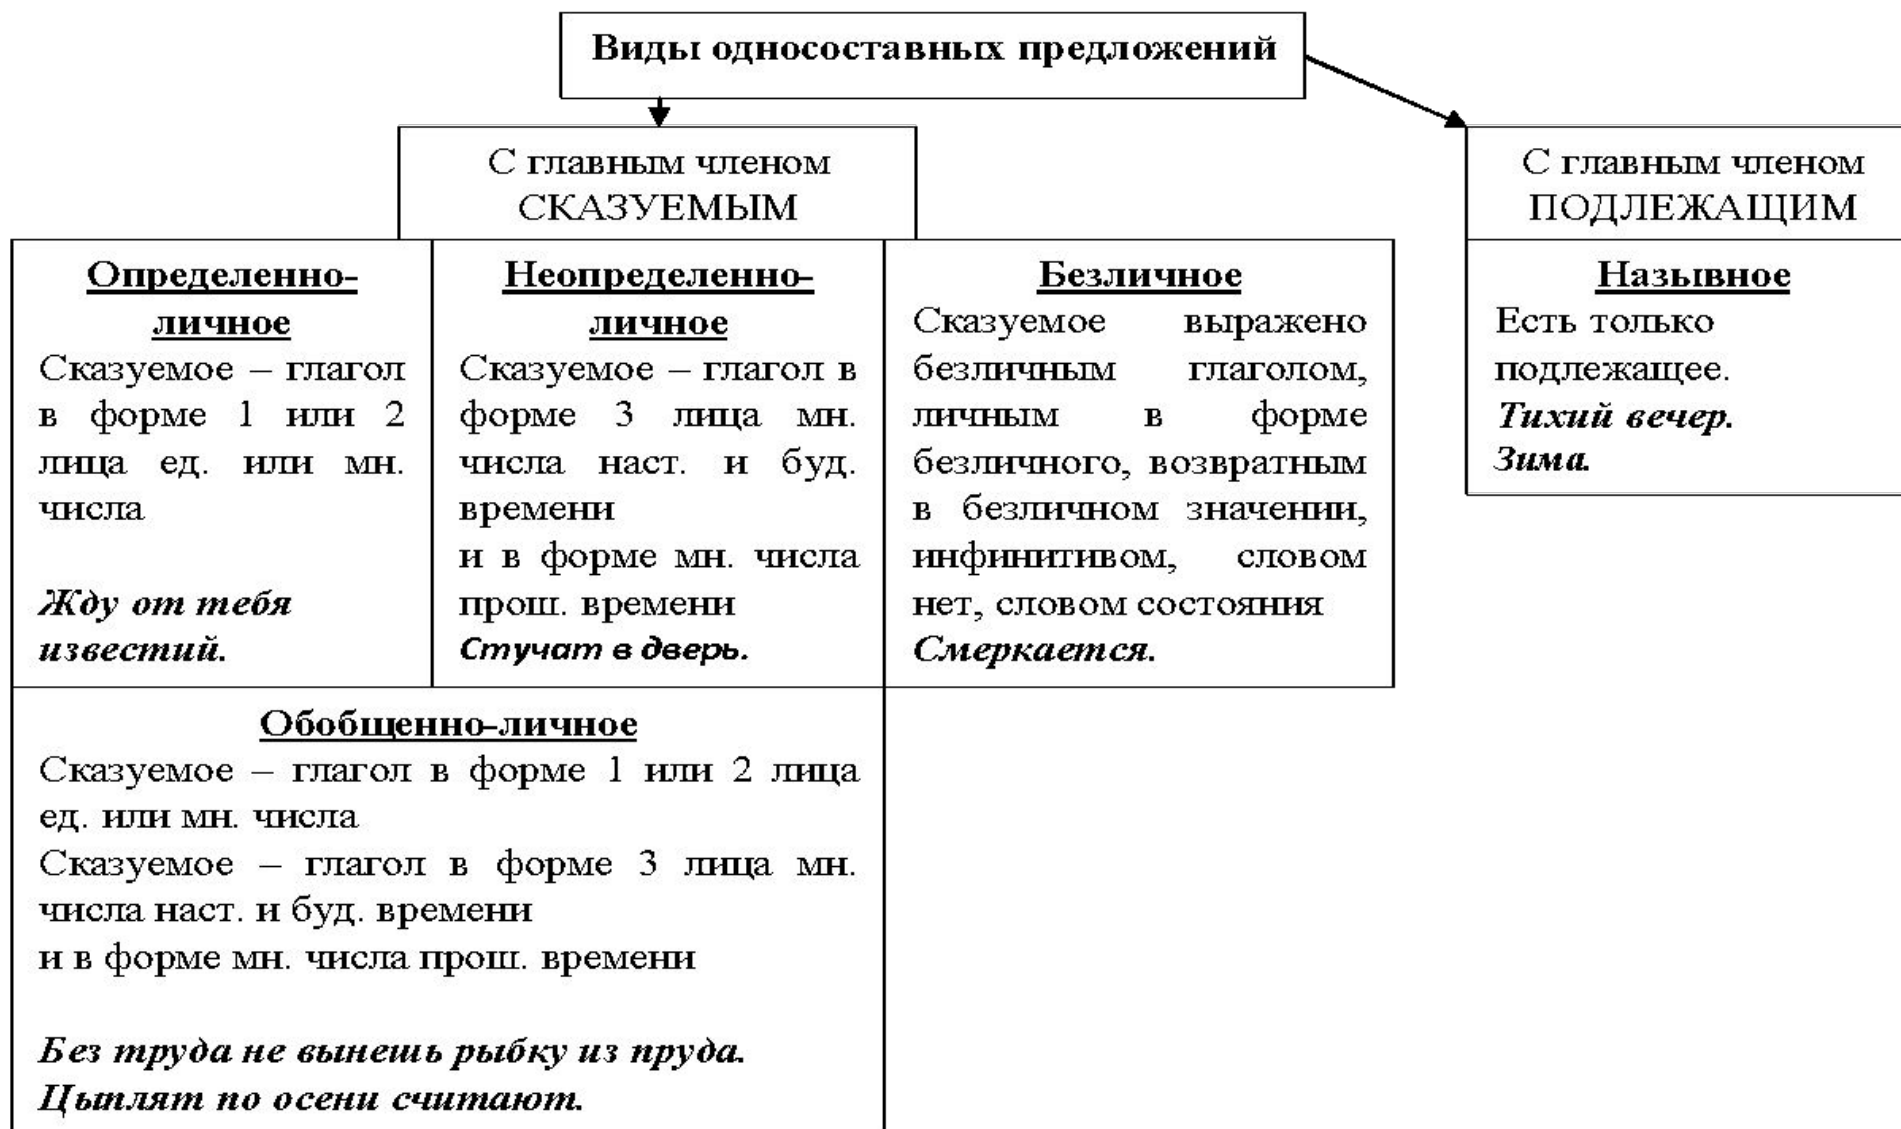 Виды односоставных предложений
С главным членом
СКАЗУЕМЫМ
С главным членом
ПОДЛЕЖАЩИМ
Определенно-
личное
Сказуемое – глагол
в форме 1 или 2
лица ед. или мн.
числа
Жду от тебя
известий.
Неопределенно-
личное
Сказуемое – глагол в
форме 3 лица мн.
числа наст. и буд.
времени
и в форме мн. числа
прош. времени
Стучат в дверь.
Безличное
Сказуемое выражено
безличным глаголом,
личным в форме
безличного, возвратным
в безличном значении,
инфинитивом, словом
нет, словом состояния
Смеркается.
Назывное
Есть только
подлежащее.
Тихий вечер.
Зима.
Обобщенно-личное
Сказуемое – глагол в форме 1 или 2 лица
ед. или мн. числа
Сказуемое – глагол в форме 3 лица мн.
числа наст. и буд. времени
и в форме мн. числа прош. времени
Без труда не вынешь рыбку из пруда.
Цыплят по осени считают.